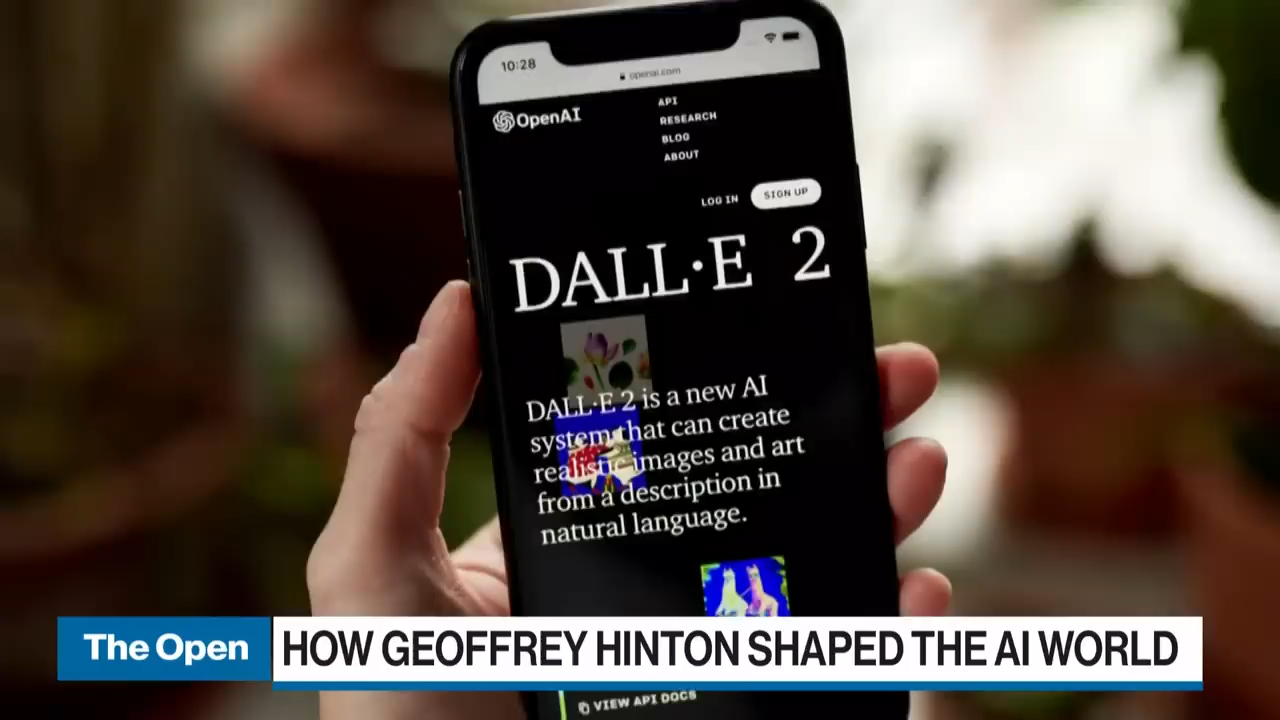 10:28
openai.com
OpenAI
API
RESEARCH
BLOG
ABOUT
LOG IN
SIGN UP
DALL·E 2
DALL·E 2 is a new AI
system that can create
realistic images and art
from a description in
natural language.
The Open
HOW GEOFFREY HINTON SHAPED THE AI WORLD
VIEW API DOCS